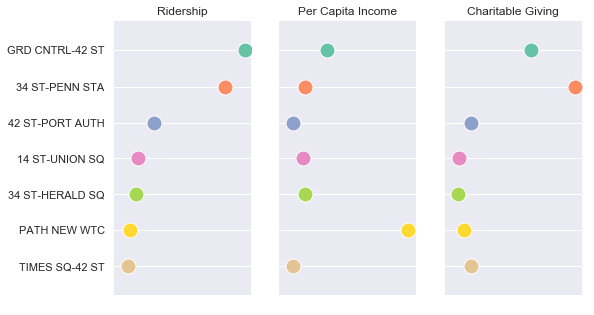 Ridership
Per Capita Income
Charitable Giving
GRD CNTRL-42 ST
34 ST-PENN STA
42 ST-PORT AUTH
14 ST-UNION SQ
34 ST-HERALD SQ
PATH NEW WTC
TIMES SQ-42 ST